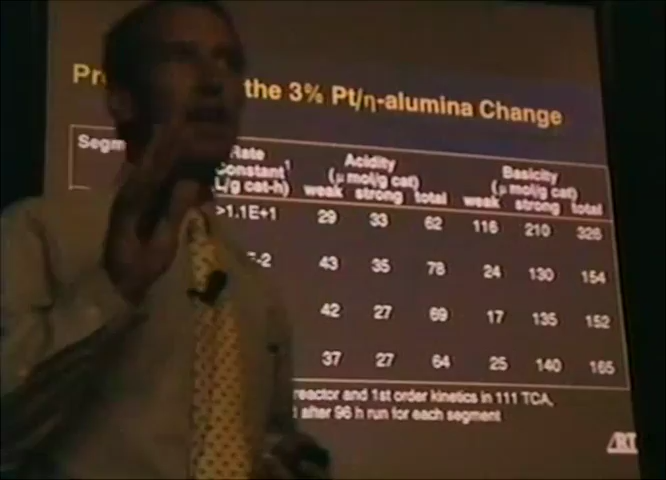 Pr the 3% Pt/η-alumina Change
Segm Rate Acidity Basicity
Constant¹ (μ mol/g cat) (μ mol/g cat)
L/g cat-h) weak strong total weak strong total
>1.1E+1 29 33 62 116 210 326
E-2 43 35 78 24 130 154
42 27 69 17 135 152
37 27 64 25 140 165
reactor and 1st order kinetics in 111 TCA,
after 96 h run for each segment